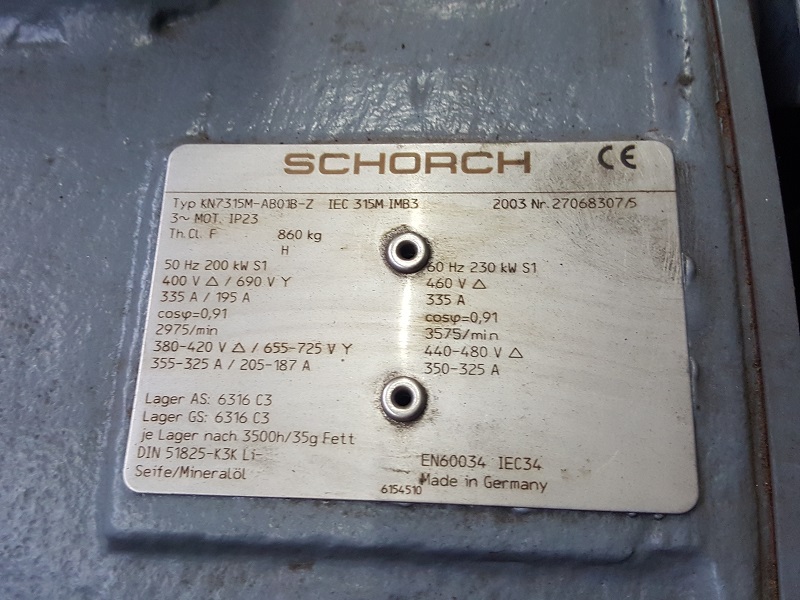 SCHORCH CE
Typ KN7315M-AB01B-Z IEC 315M IMB3 2003 Nr. 27068307/5
3~ MOT. IP23
Th. Cl. F 860 kg
H
50 Hz 200 kW S1 60 Hz 230 kW S1
400 V △ / 690 V Y 460 V △
335 A / 195 A 335 A
cosφ=0,91 cosφ=0,91
2975/min 3575/min
380-420 V △ / 655-725 V Y 440-480 V △
355-325 A / 205-187 A 350-325 A
Lager AS: 6316 C3
Lager GS: 6316 C3
je Lager nach 3500h/35g Fett
DIN 51825-K3K Li- EN60034 IEC34
Seife/Mineralöl Made in Germany
6154510